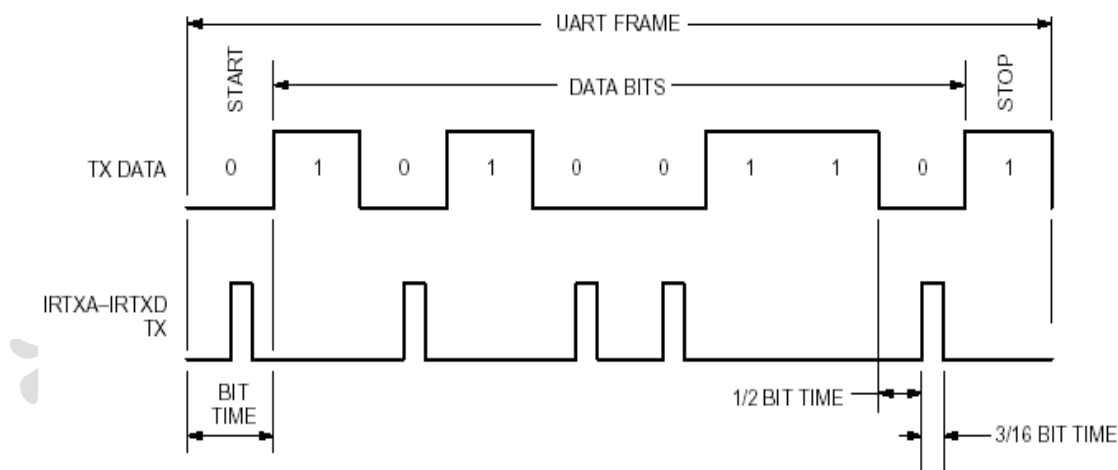 UART FRAME
START
DATA BITS
STOP
TX DATA
0 1 0 1 0 0 1 1 0 1
IRTXA–IRTXD
TX
BIT
TIME
1/2 BIT TIME
3/16 BIT TIME